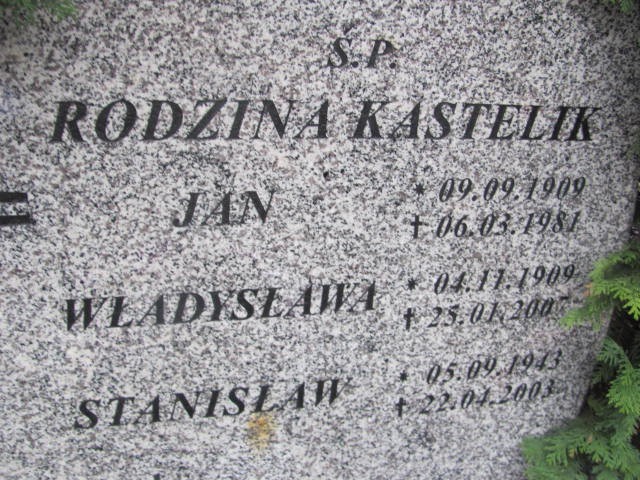 Ś.P.
RODZINA KASTELIK
JAN * 09.09.1909
† 06.03.1981
WŁADYSŁAWA * 04.11.1909
† 25.01.2007
STANISŁAW * 05.09.1943
† 22.04.2003